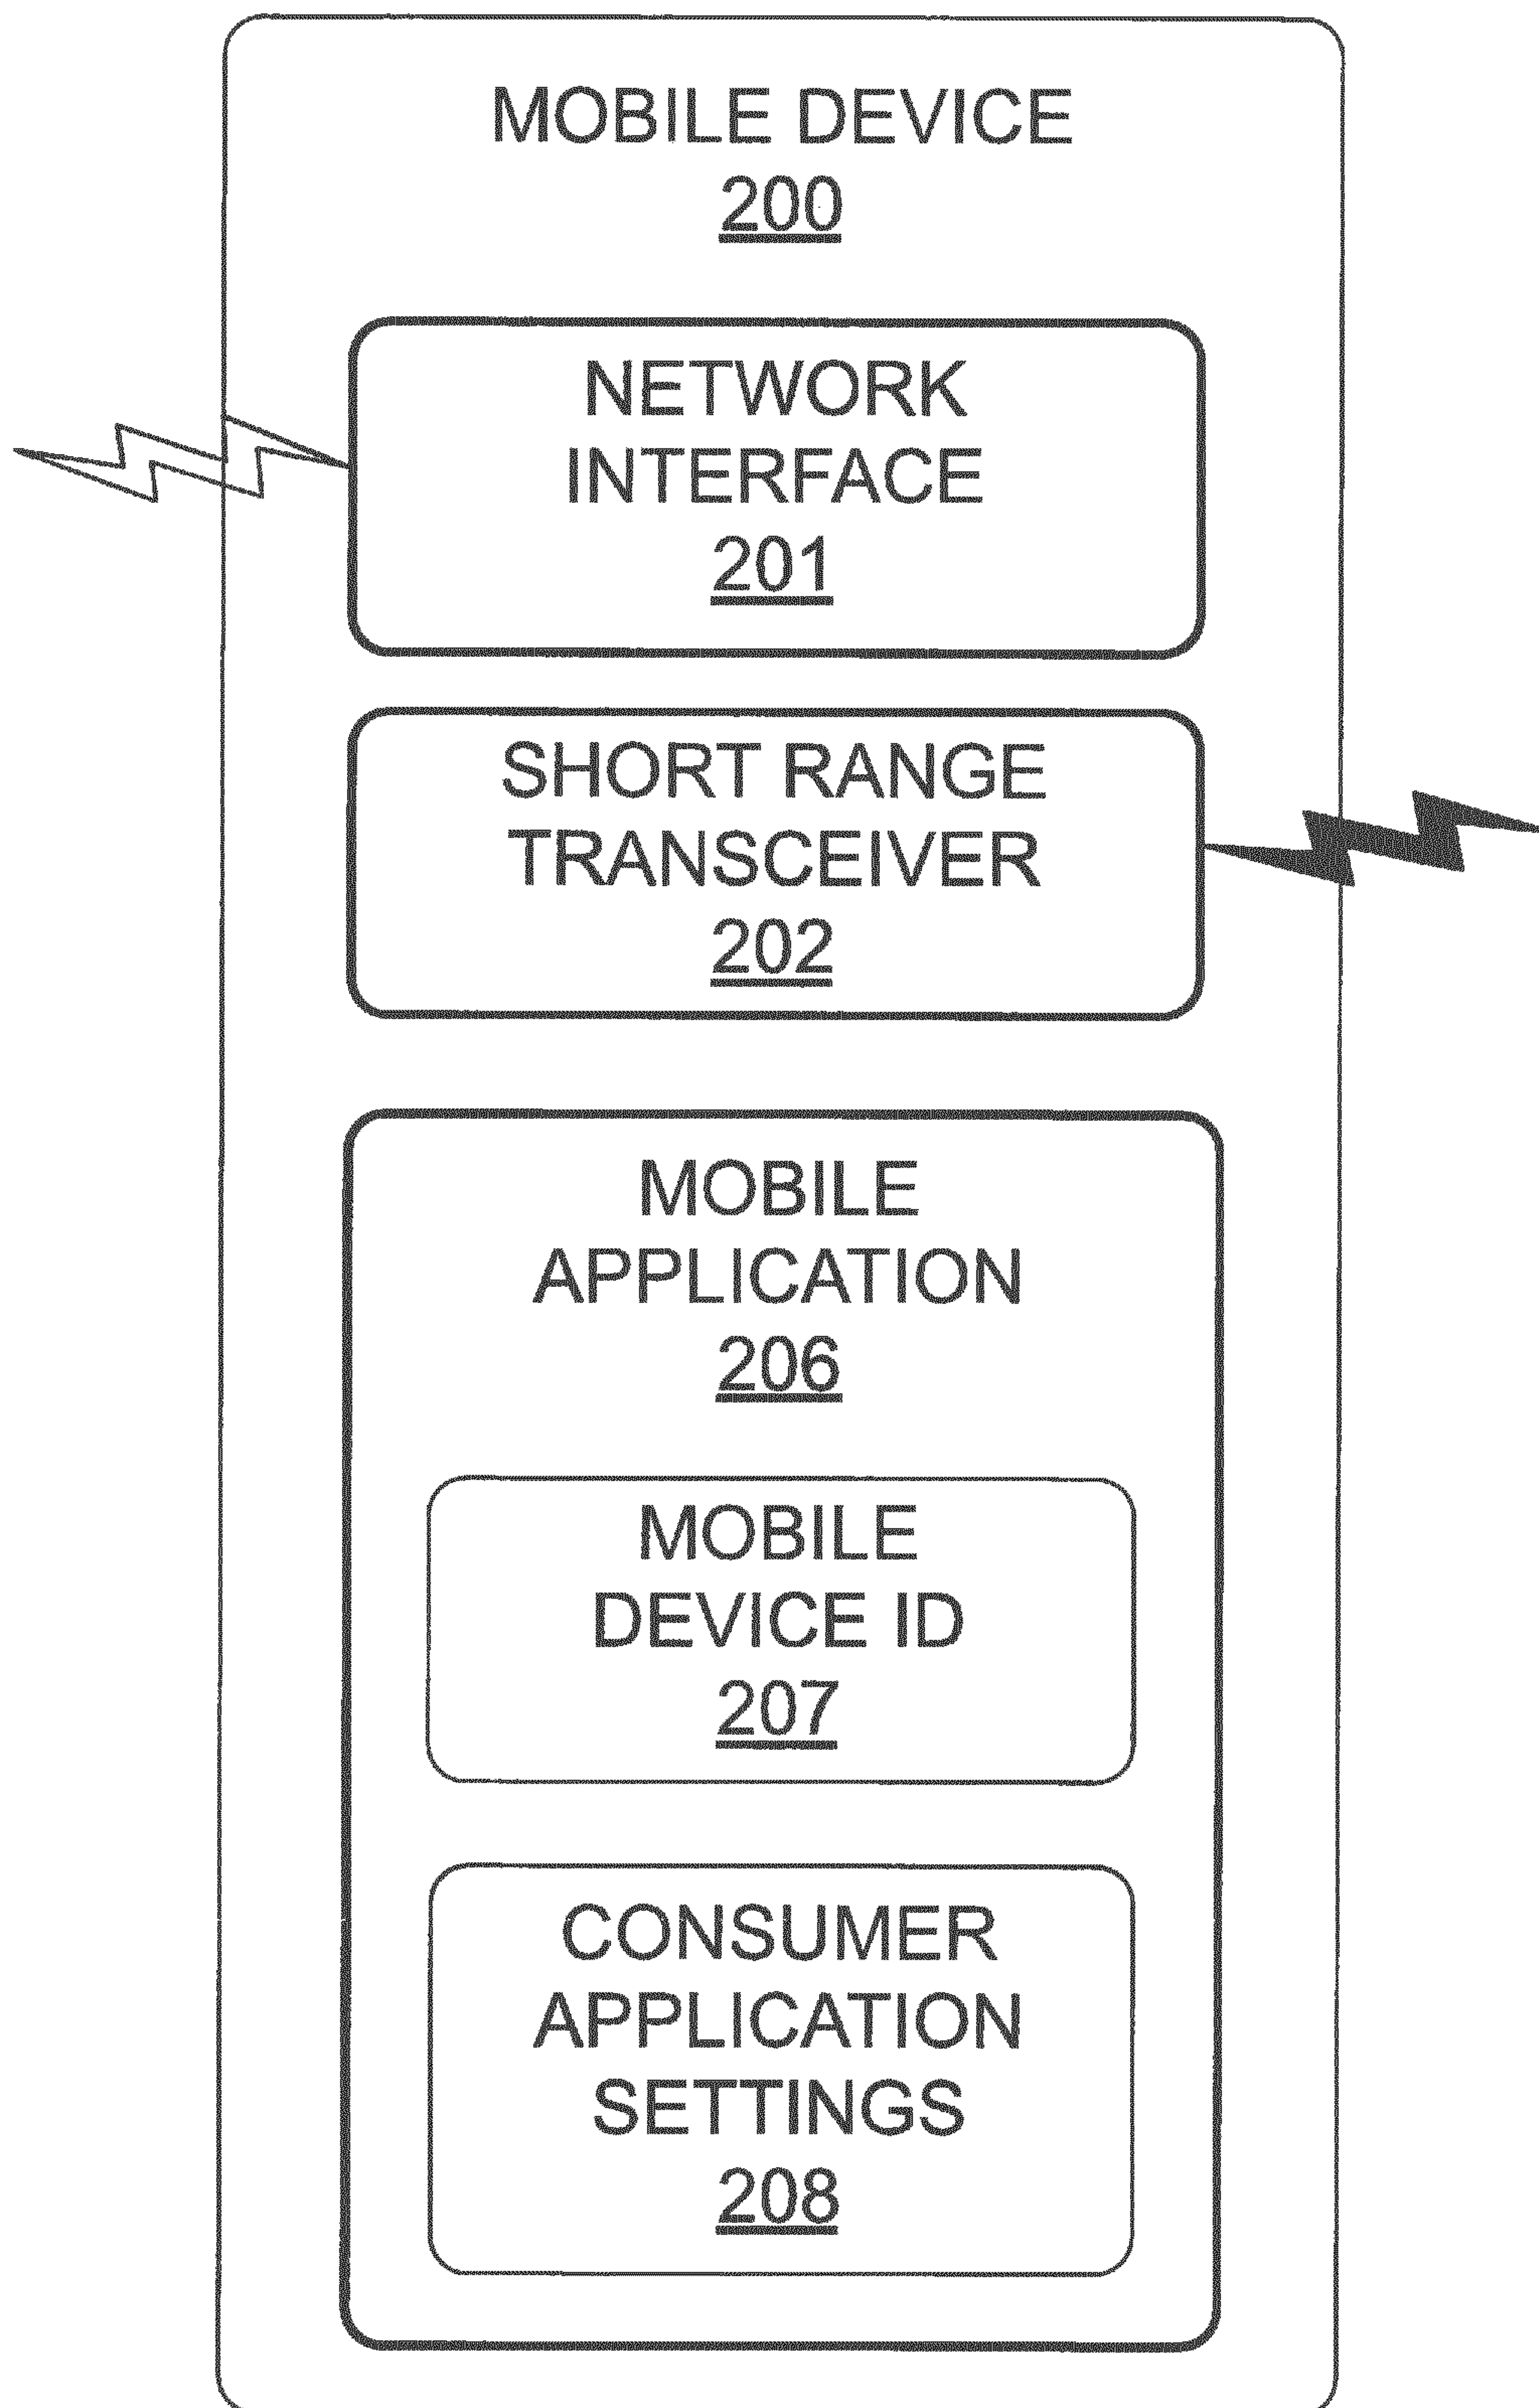 MOBILE DEVICE
200
NETWORK
INTERFACE
201
SHORT RANGE
TRANSCEIVER
202
MOBILE
APPLICATION
206
MOBILE
DEVICE ID
207
CONSUMER
APPLICATION
SETTINGS
208